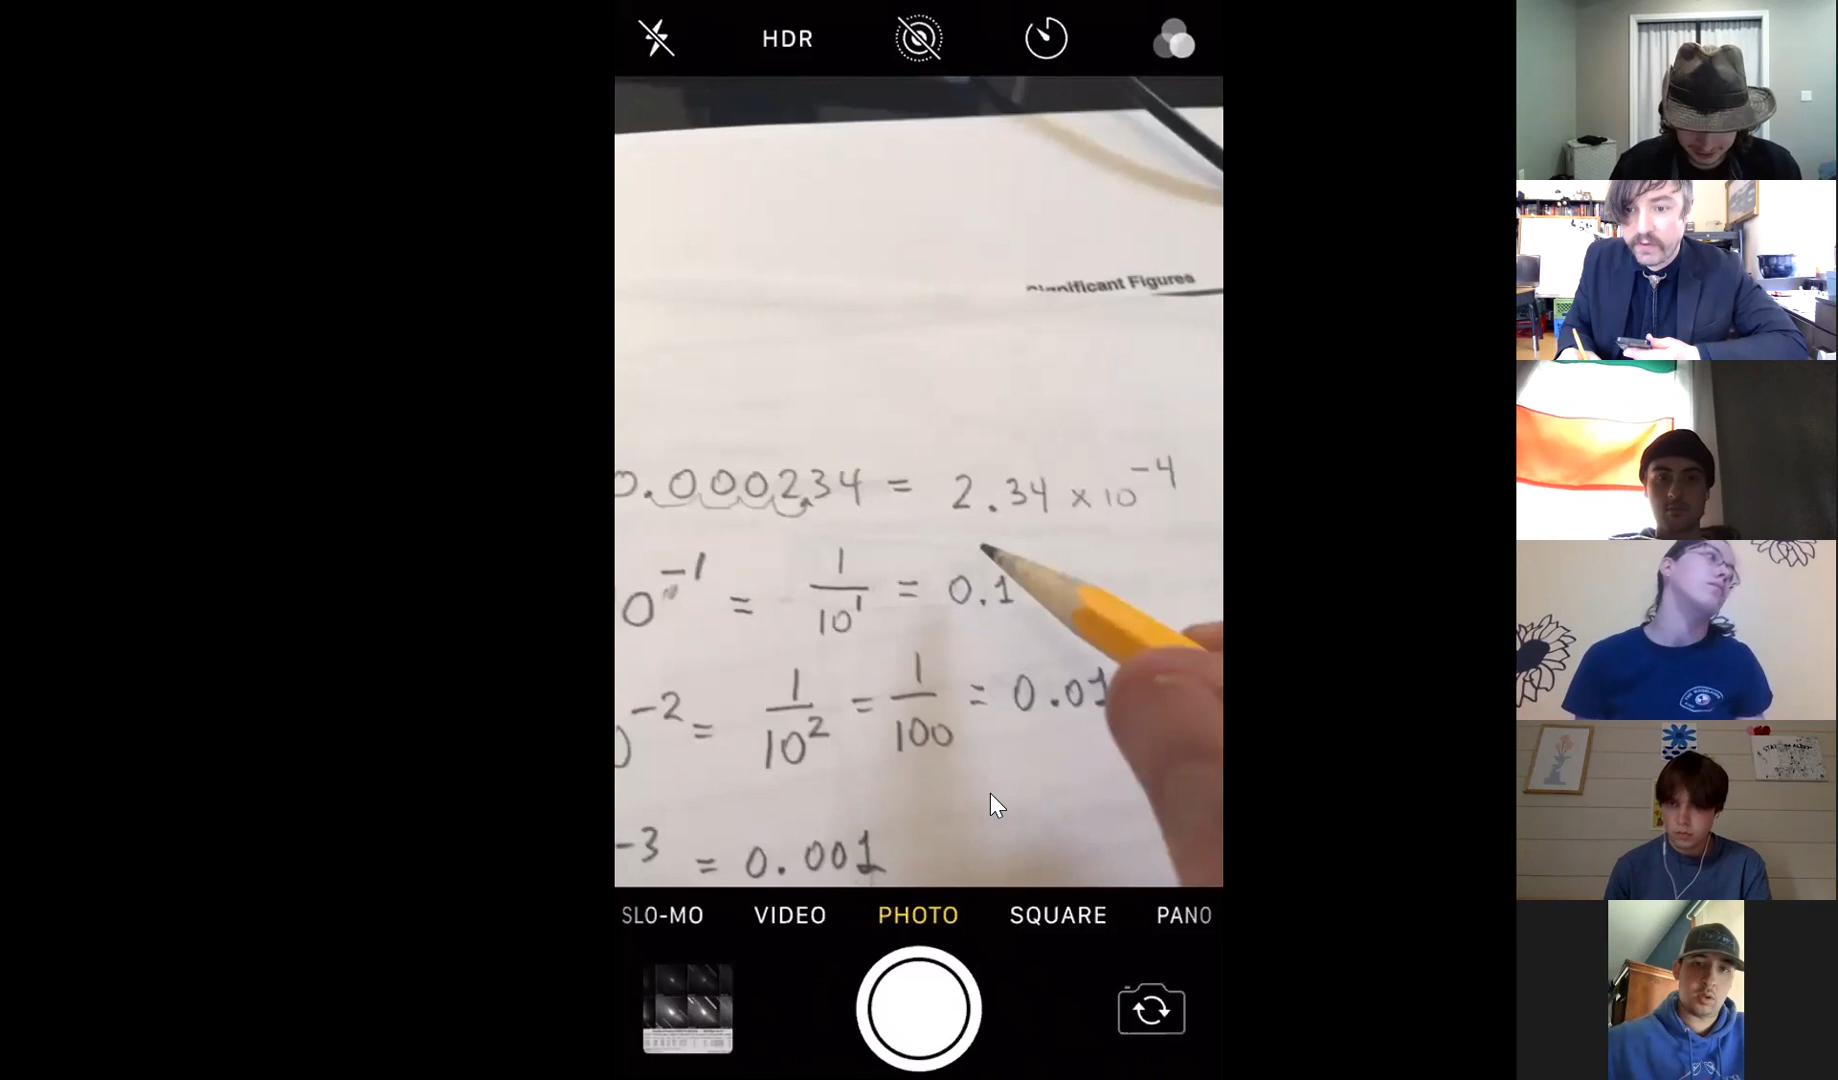 HDR
Significant Figures
0.000234 = 2.34 x 10^-4
0^-1 = 1/10^1 = 0.1
0^-2 = 1/10^2 = 1/100 = 0.01
-3 = 0.001
SLO-MO VIDEO PHOTO SQUARE PANO